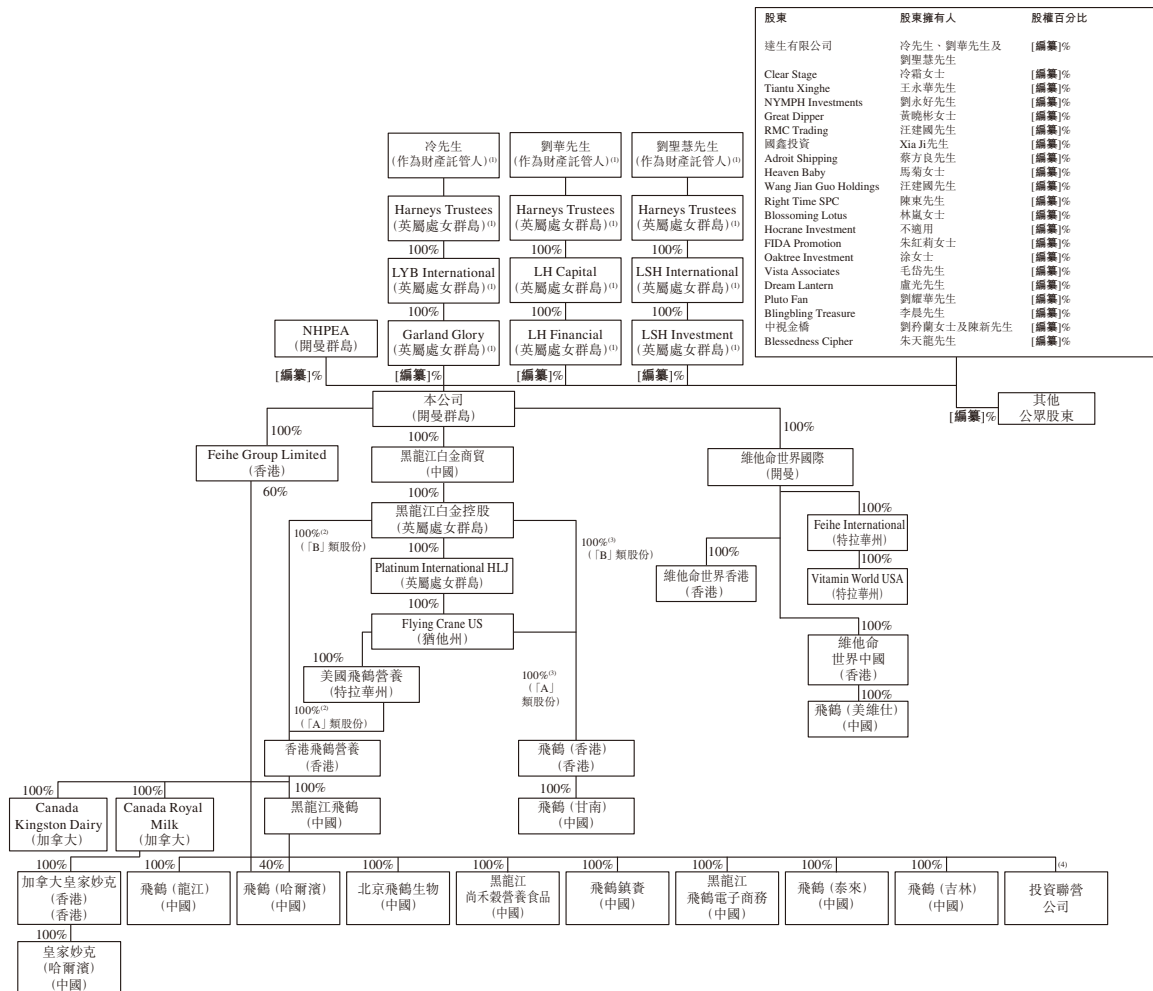 股東 股東擁有人 股權百分比
達生有限公司 冷先生、劉華先生及 [編纂]%
劉聖慧先生
Clear Stage 冷霜女士 [編纂]%
Tiantu Xinghe 王永華先生 [編纂]%
NYMPH Investments 劉永好先生 [編纂]%
Great Dipper 黃曉彬女士 [編纂]%
RMC Trading 汪建國先生 [編纂]%
國鑫投資 Xia Ji先生 [編纂]%
Adroit Shipping 蔡方良先生 [編纂]%
Heaven Baby 馬菊女士 [編纂]%
Wang Jian Guo Holdings 汪建國先生 [編纂]%
Right Time SPC 陳東先生 [編纂]%
Blossoming Lotus 林嵐女士 [編纂]%
Hocrane Investment 不適用 [編纂]%
FIDA Promotion 朱紅莉女士 [編纂]%
Oaktree Investment 涂女士 [編纂]%
Vista Associates 毛岱先生 [編纂]%
Dream Lantern 盧光先生 [編纂]%
Pluto Fan 劉耀華先生 [編纂]%
Blingbling Treasure 李晨先生 [編纂]%
中視金橋 劉矜蘭女士及陳新先生 [編纂]%
Blessedness Cipher 朱天龍先生 [編纂]%
冷先生 劉華先生 劉聖慧先生
(作為財產託管人)(1) (作為財產託管人)(1) (作為財產託管人)(1)
Harneys Trustees Harneys Trustees Harneys Trustees
(英屬處女群島)(1) (英屬處女群島)(1) (英屬處女群島)(1)
100% 100% 100%
LYB International LH Capital LSH International
(英屬處女群島)(1) (英屬處女群島)(1) (英屬處女群島)(1)
100% 100% 100%
NHPEA Garland Glory LH Financial LSH Investment
(開曼群島) (英屬處女群島)(1) (英屬處女群島)(1) (英屬處女群島)(1)
[編纂]% [編纂]% [編纂]% [編纂]%
本公司
(開曼群島)
[編纂]% 其他
公眾股東
100% 100% 100%
Feihe Group Limited 黑龍江白金商貿 維他命世界國際
(香港) (中國) (開曼)
60% 100%
黑龍江白金控股
(英屬處女群島)
100%
Feihe International
(特拉華州)
100%(2) 100% 100%(3)
(「B」類股份) (「B」類股份)
100% 100%
Platinum International HLJ 維他命世界香港 Vitamin World USA
(英屬處女群島) (香港) (特拉華州)
100%
Flying Crane US
(猶他州)
100%
維他命
世界中國
(香港)
100%
美國飛鶴營養
(特拉華州)
100%(3)
(「A」
類股份)
100%
飛鶴 (美維仕)
(中國)
100%(2)
(「A」類股份)
香港飛鶴營養 飛鶴 (香港)
(香港) (香港)
100% 100% 100% 100%
Canada Canada Royal 黑龍江飛鶴 飛鶴 (甘南)
Kingston Dairy Milk (中國) (中國)
(加拿大) (加拿大)
100% 100% 40% 100% 100% 100% 100% 100% 100% (4)
加拿大皇家妙克 飛鶴 (龍江) 飛鶴 (哈爾濱) 北京飛鶴生物 黑龍江 飛鶴鎮賚 黑龍江 飛鶴 (泰來) 飛鶴 (吉林) 投資聯營
(香港) (中國) (中國) (中國) 尚禾穀營養食品 (中國) 飛鶴電子商務 (中國) (中國) 公司
(香港) (中國) (中國)
100%
皇家妙克
(哈爾濱)
(中國)